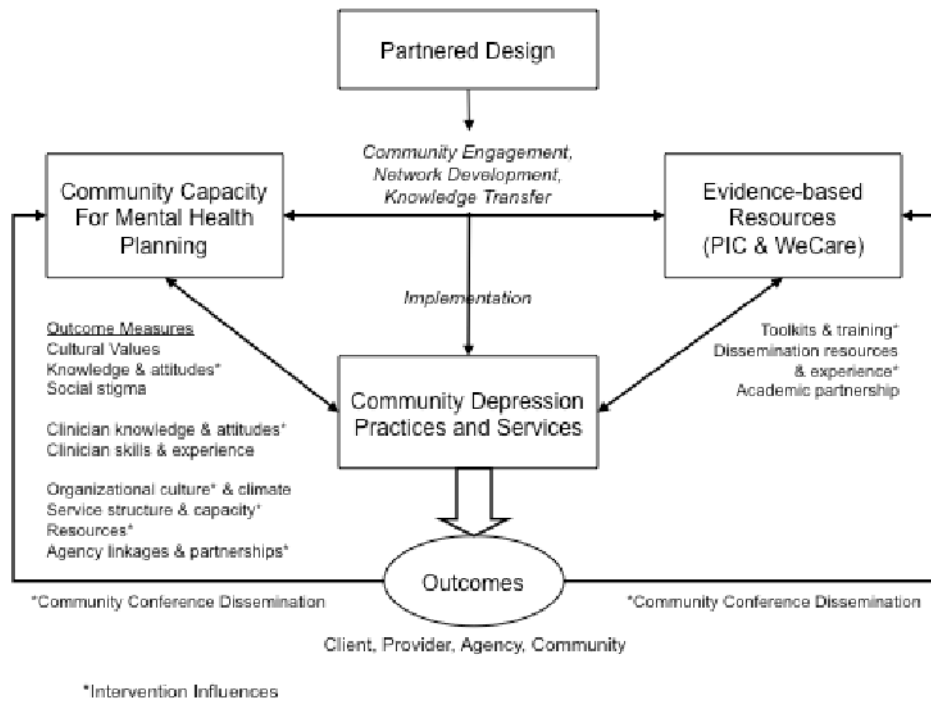 Partnered Design
Community Engagement,
Network Development,
Knowledge Transfer
Community Capacity
For Mental Health
Planning
Evidence-based
Resources
(PIC & WeCare)
Implementation
Outcome Measures
Cultural Values
Knowledge & attitudes*
Social stigma
Clinician knowledge & attitudes*
Clinician skills & experience
Organizational culture* & climate
Service structure & capacity*
Resources*
Agency linkages & partnerships*
Toolkits & training*
Dissemination resources
& experience*
Academic partnership
Community Depression
Practices and Services
Outcomes
*Community Conference Dissemination
*Community Conference Dissemination
Client, Provider, Agency, Community
*Intervention Influences